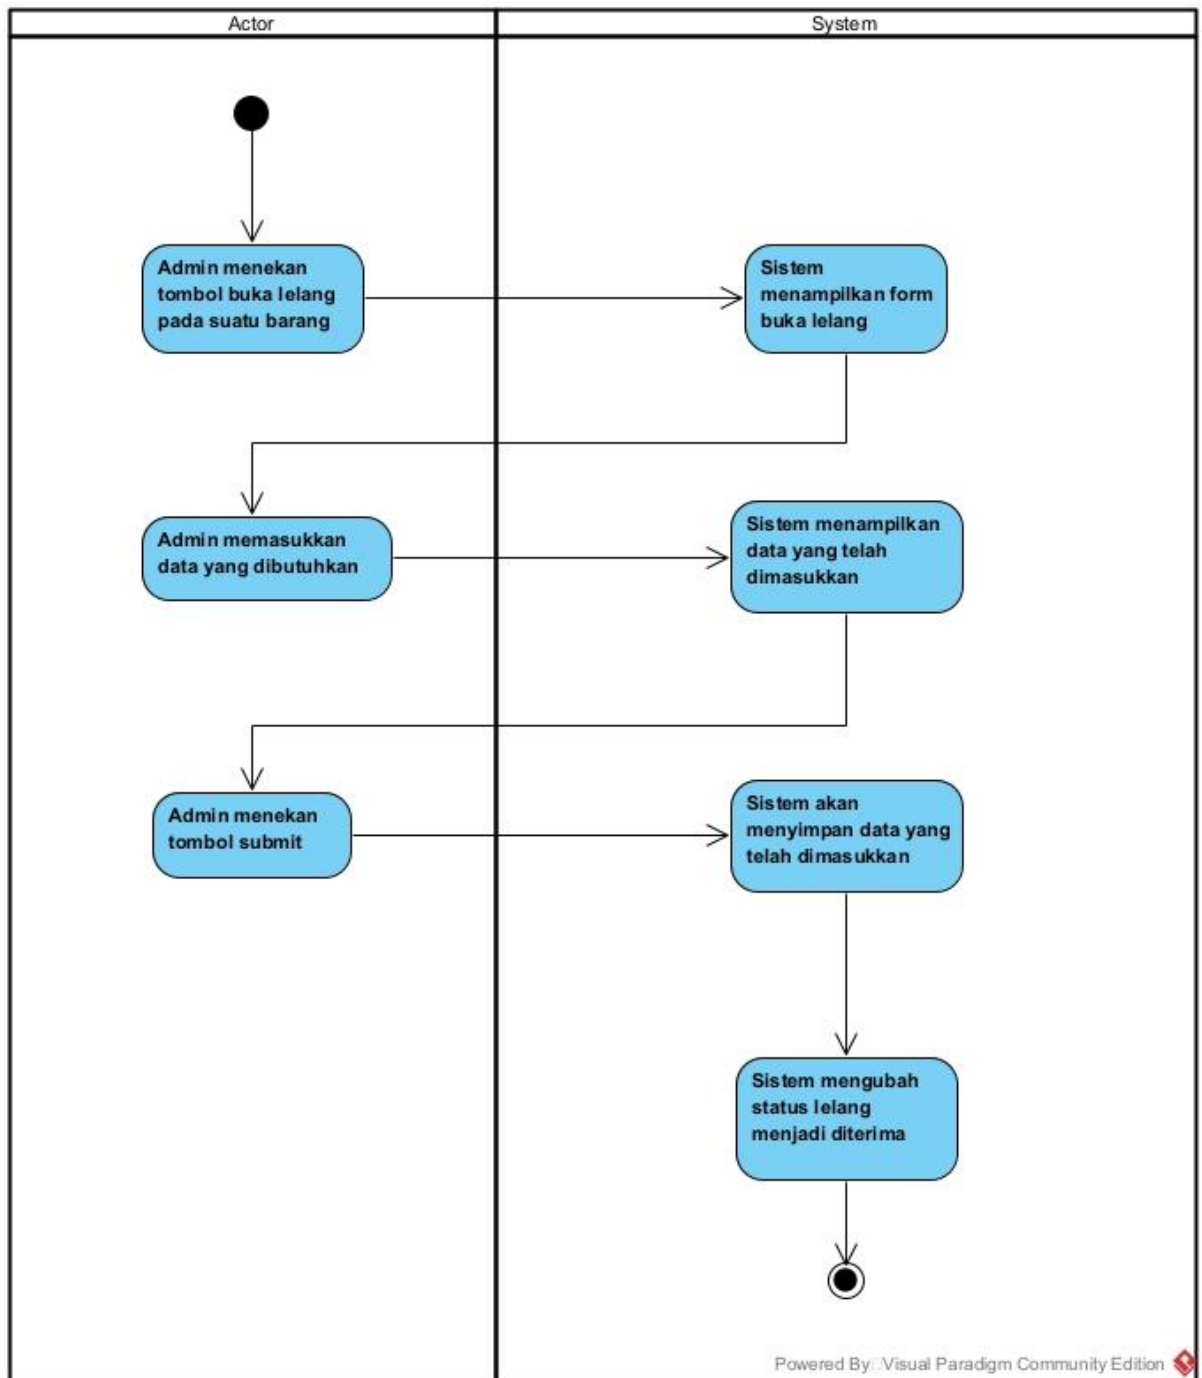 Actor
System
Admin menekan
tombol buka lelang
pada suatu barang
Sistem
menampilkan form
buka lelang
Admin memasukkan
data yang dibutuhkan
Sistem menampilkan
data yang telah
dimasukkan
Admin menekan
tombol submit
Sistem akan
menyimpan data yang
telah dimasukkan
Sistem mengubah
status lelang
menjadi diterima
Powered By Visual Paradigm Community Edition